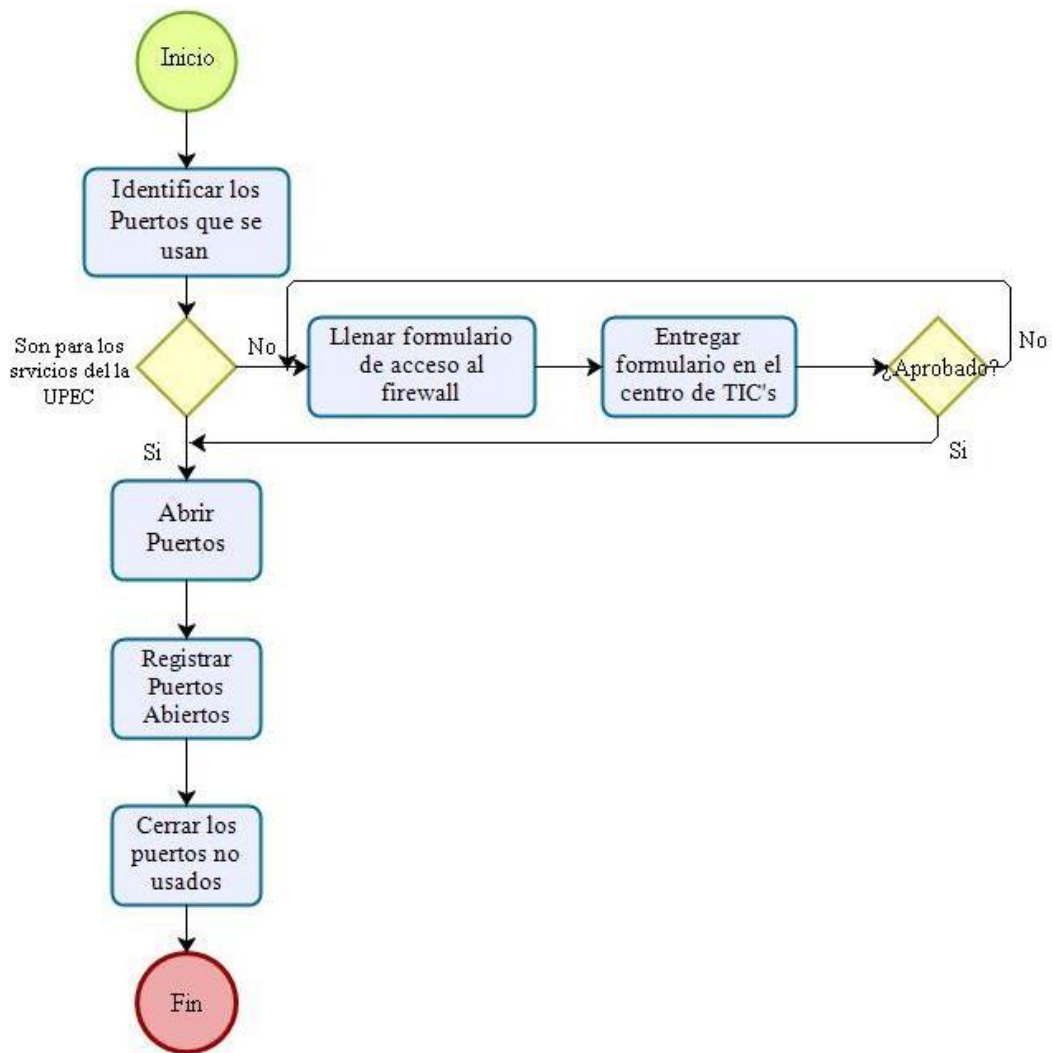 Inicio
Identificar los
Puertos que se
usan
Son para los
srvicios del la
UPEC
No
Llenar formulario
de acceso al
firewall
Entregar
formulario en el
centro de TIC's
¿Aprobado?
No
Si
Si
Abrir
Puertos
Registrar
Puertos
Abiertos
Cerrar los
puertos no
usados
Fin